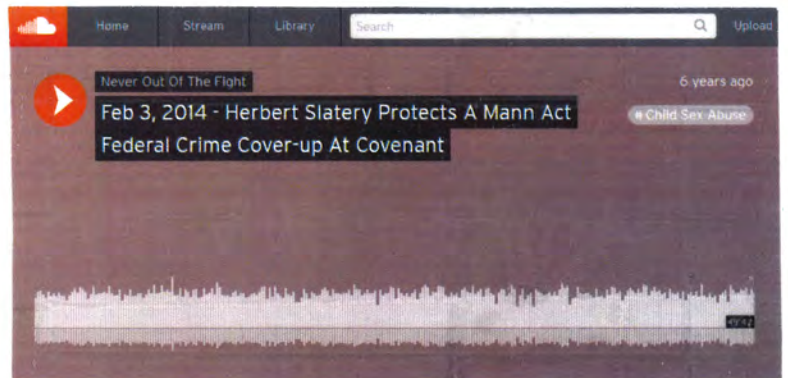 Home Stream Library Search Upload
Never Out Of The Fight 6 years ago
Feb 3, 2014 - Herbert Slatery Protects A Mann Act # Child Sex Abuse
Federal Crime Cover-up At Covenant